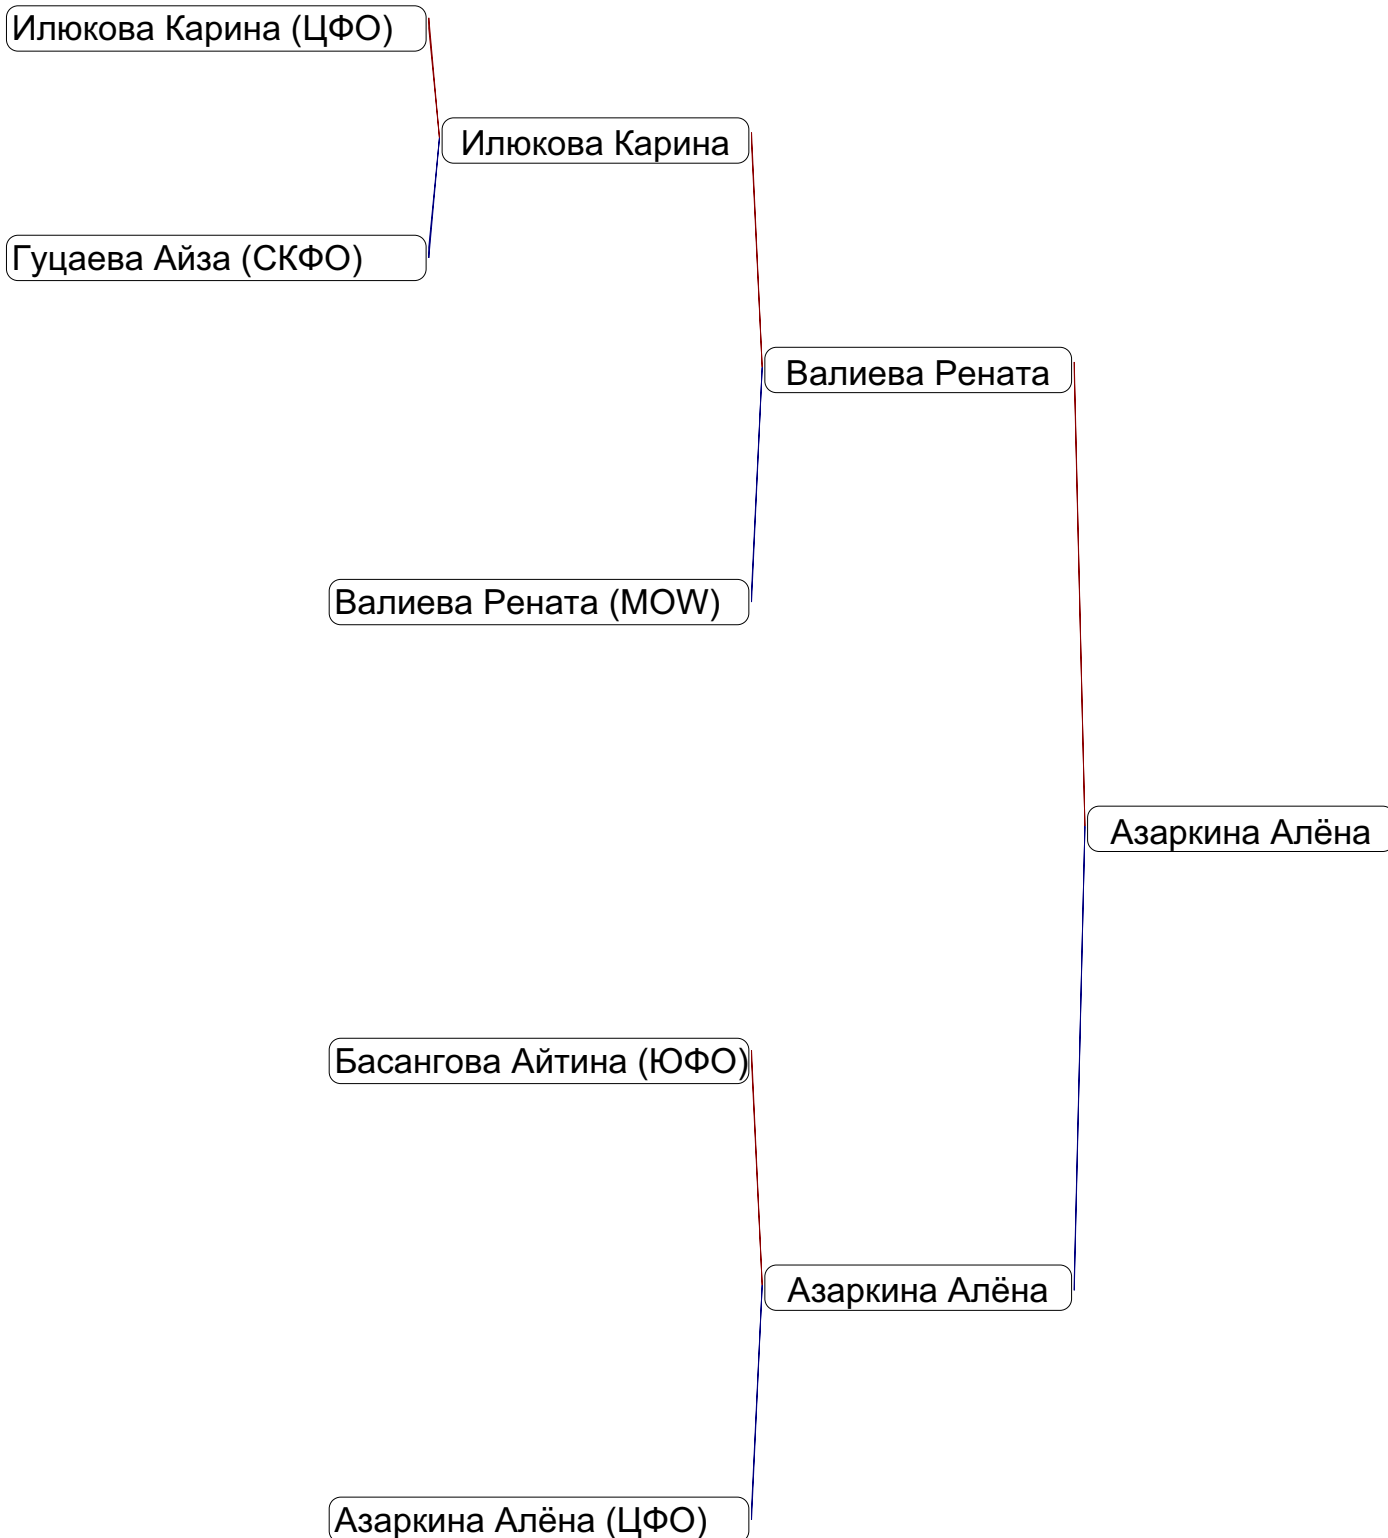 Илюкова Карина (ЦФО)
Илюкова Карина
Гуцаева Айза (СКФО)
Валиева Рената
Валиева Рената (MOW)
Азаркина Алёна
Басангова Айтина (ЮФО)
Азаркина Алёна
Азаркина Алёна (ЦФО)